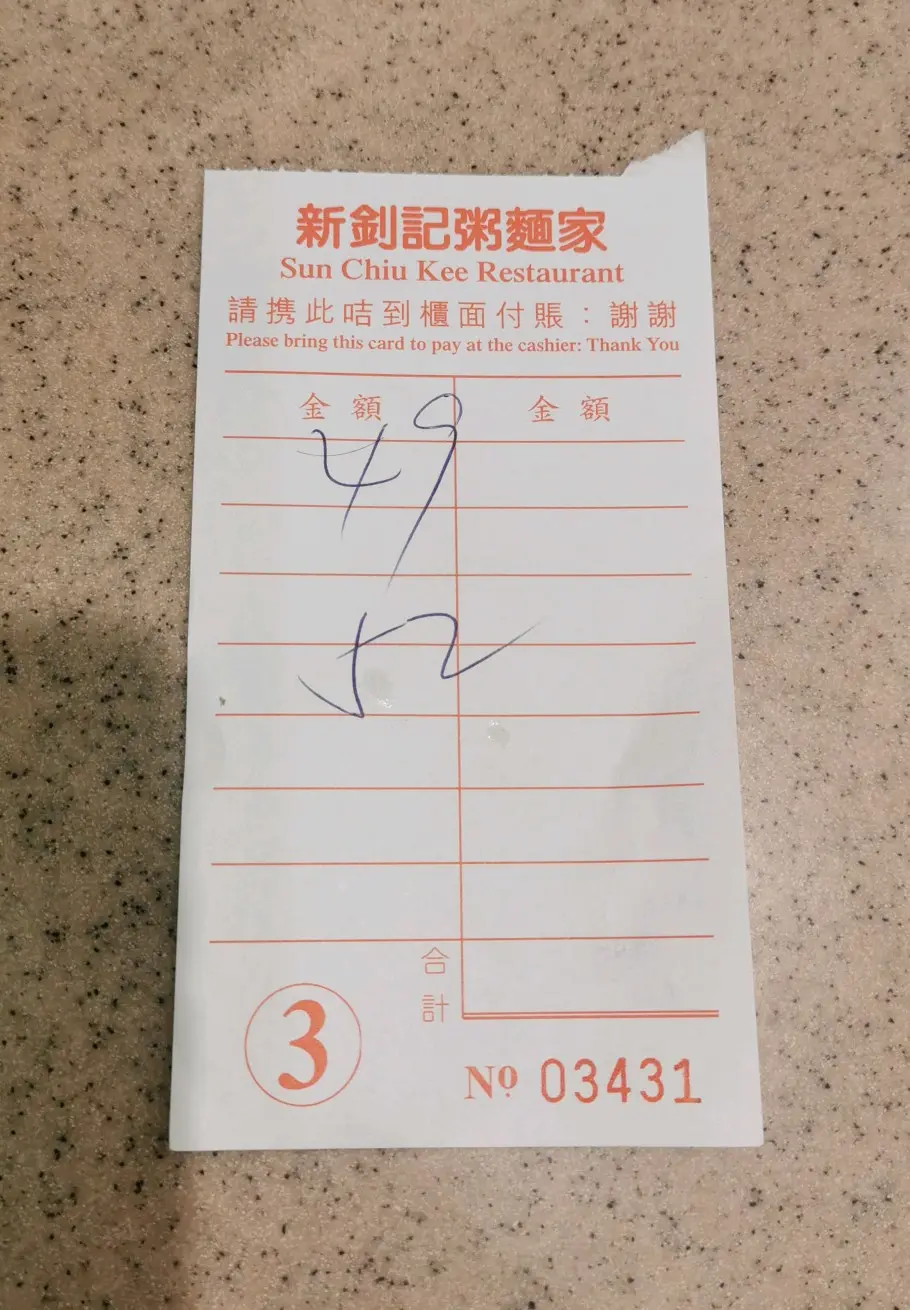 新釗記粥麵家
Sun Chiu Kee Restaurant
請携此咭到櫃面付賬：謝謝
Please bring this card to pay at the cashier: Thank You
金額 金額
49
52
合計
3
Nº 03431